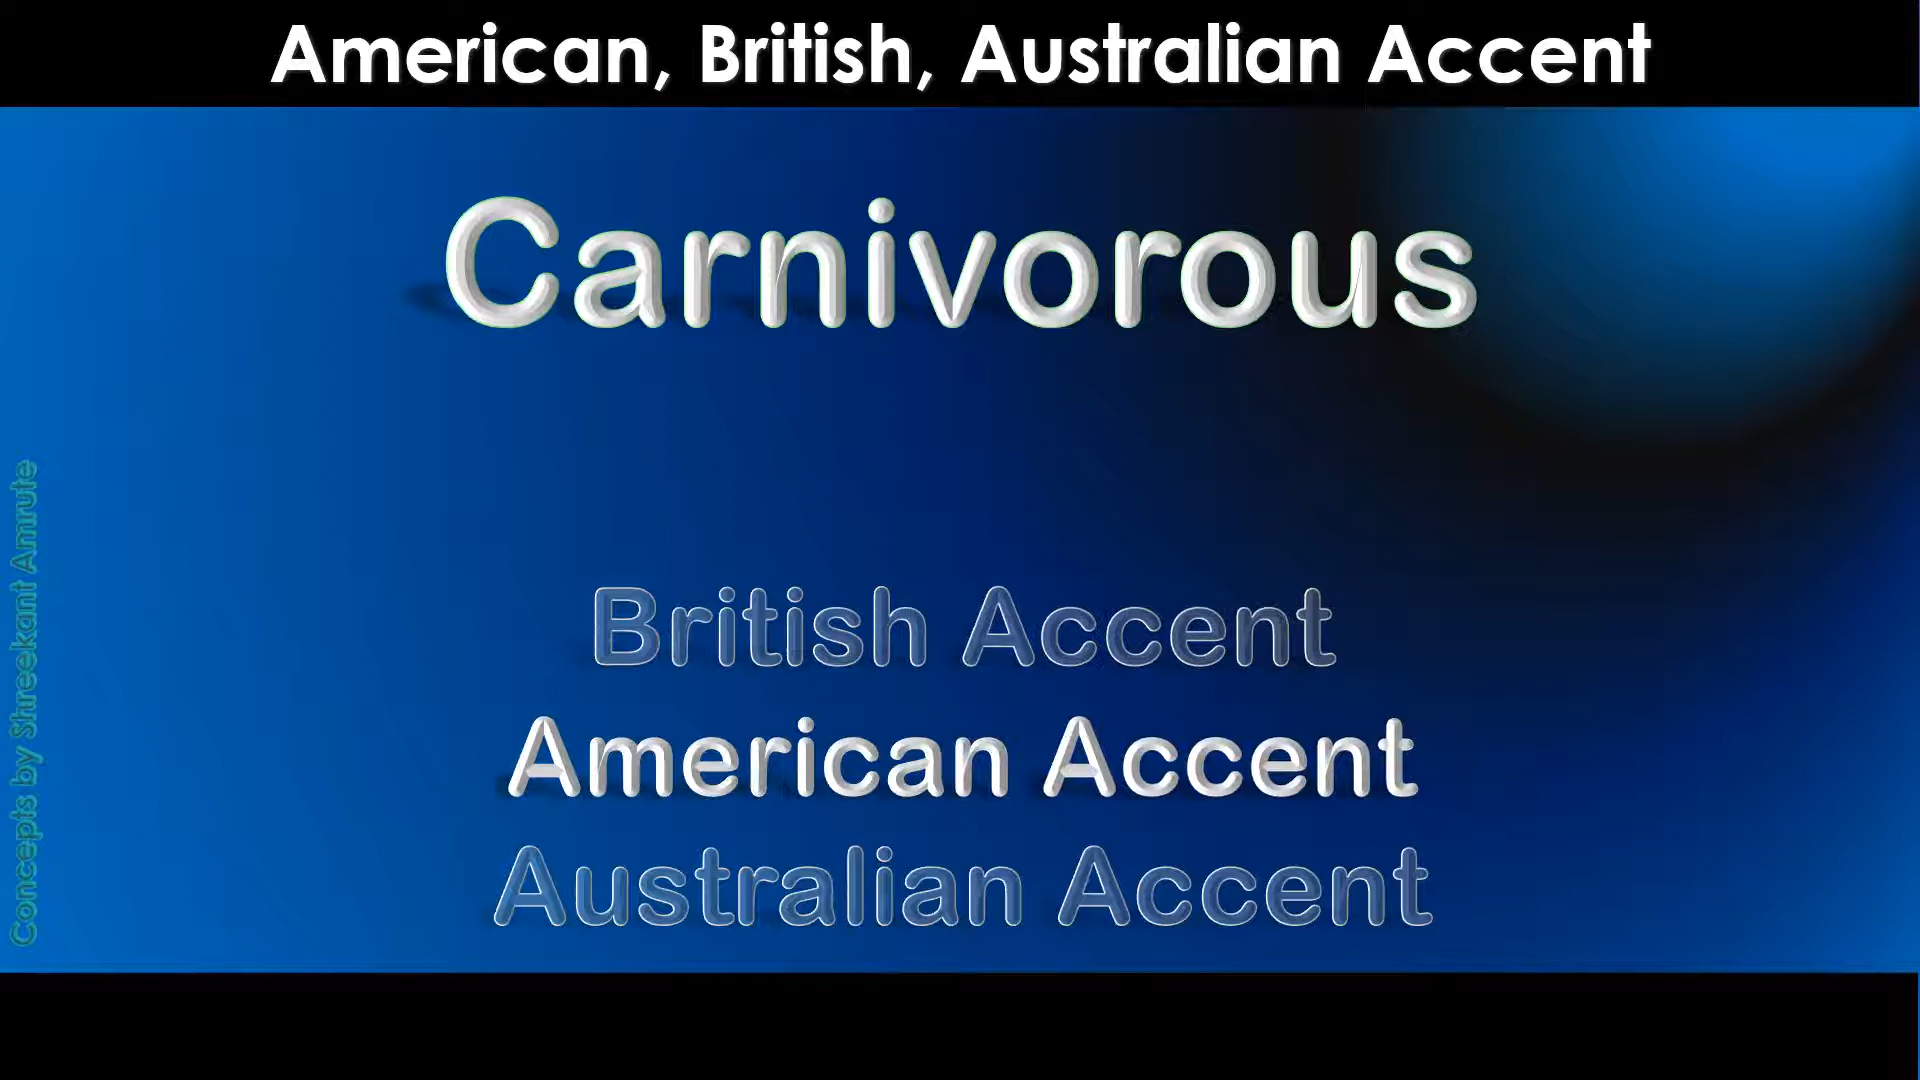 American, British, Australian Accent
Carnivorous
British Accent
American Accent
Australian Accent
Concepts by Shreekant Amrute